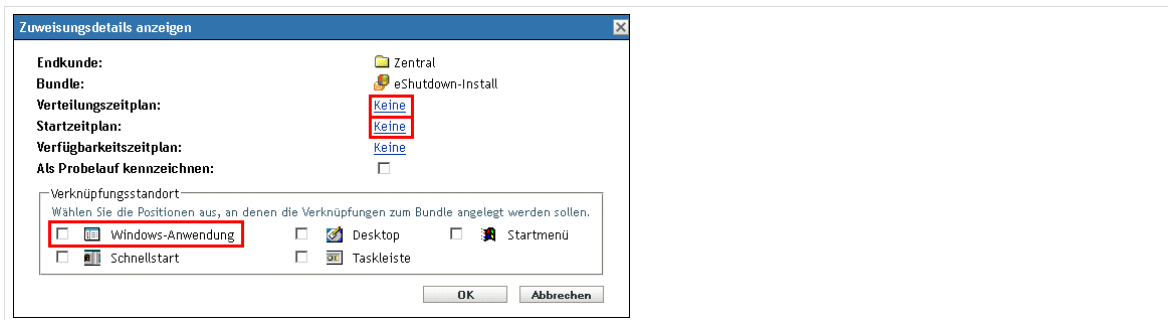 Zuweisungsdetails anzeigen
Endkunde: Zentral
Bundle: eShutdown-Install
Verteilungszeitplan: Keine
Startzeitplan: Keine
Verfügbarkeitszeitplan: Keine
Als Probelauf kennzeichnen:
Verknüpfungsstandort
Wählen Sie die Positionen aus, an denen die Verknüpfungen zum Bundle angelegt werden sollen.
Windows-Anwendung Desktop Startmenü
Schnellstart Taskleiste
OK Abbrechen